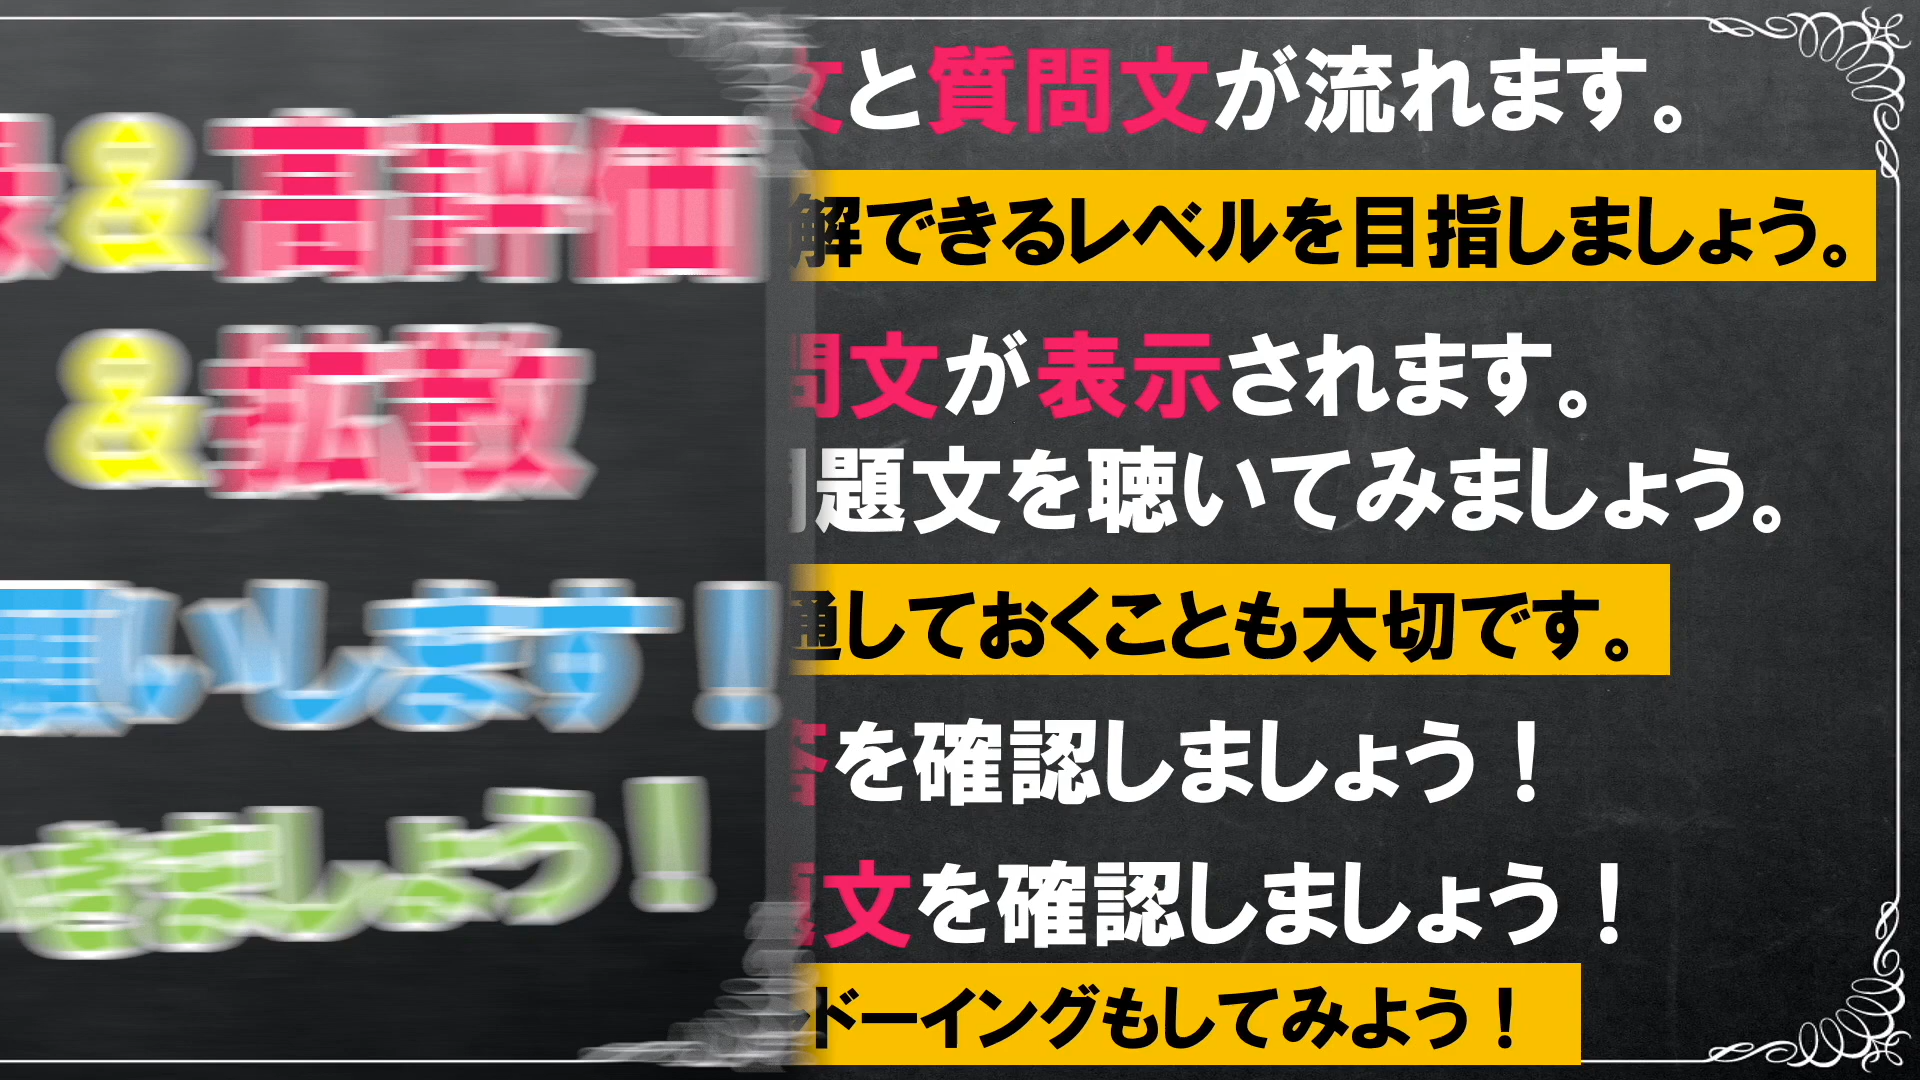 &高評価
&拡散
願いします！
きましょう！
文と質問文が流れます。
解できるレベルを目指しましょう。
問文が表示されます。
問題文を聴いてみましょう。
通しておくことも大切です。
答を確認しましょう！
題文を確認しましょう！
ドーイングもしてみよう！